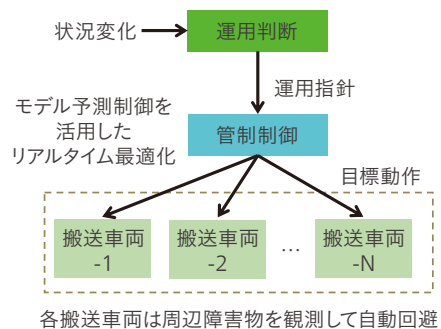 状況変化
運用判断
運用指針
モデル予測制御を
活用した
リアルタイム最適化
管制制御
目標動作
搬送車両
-1
搬送車両
-2
…
搬送車両
-N
各搬送車両は周辺障害物を観測して自動回避